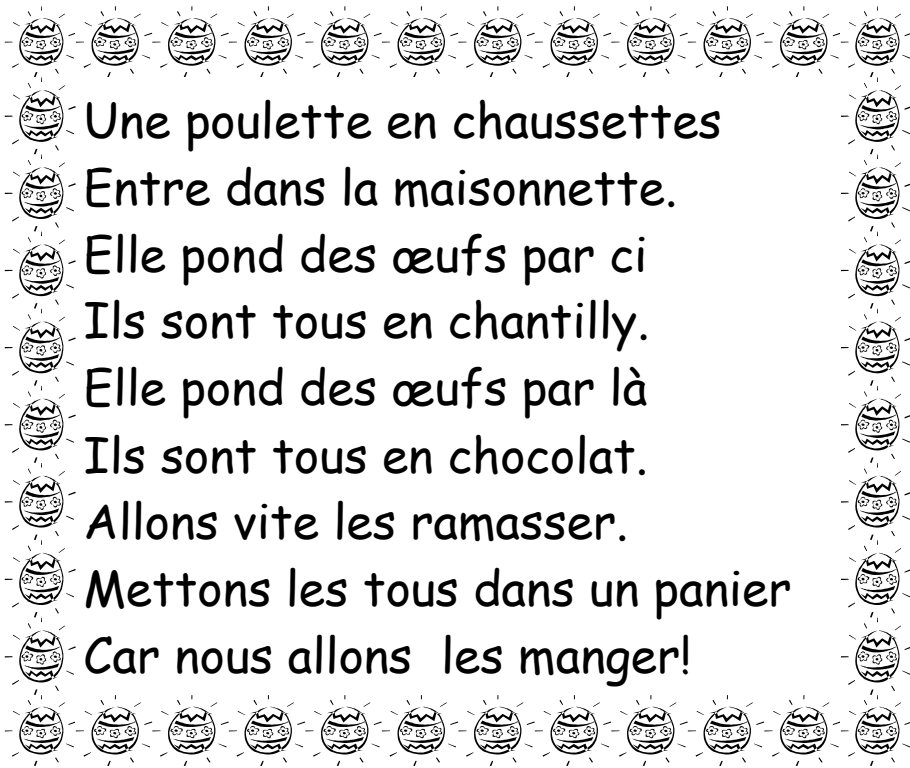 Une poulette en chaussettes
Entre dans la maisonnette.
Elle pond des œufs par ci
Ils sont tous en chantilly.
Elle pond des œufs par là
Ils sont tous en chocolat.
Allons vite les ramasser.
Mettons les tous dans un panier
Car nous allons  les manger!